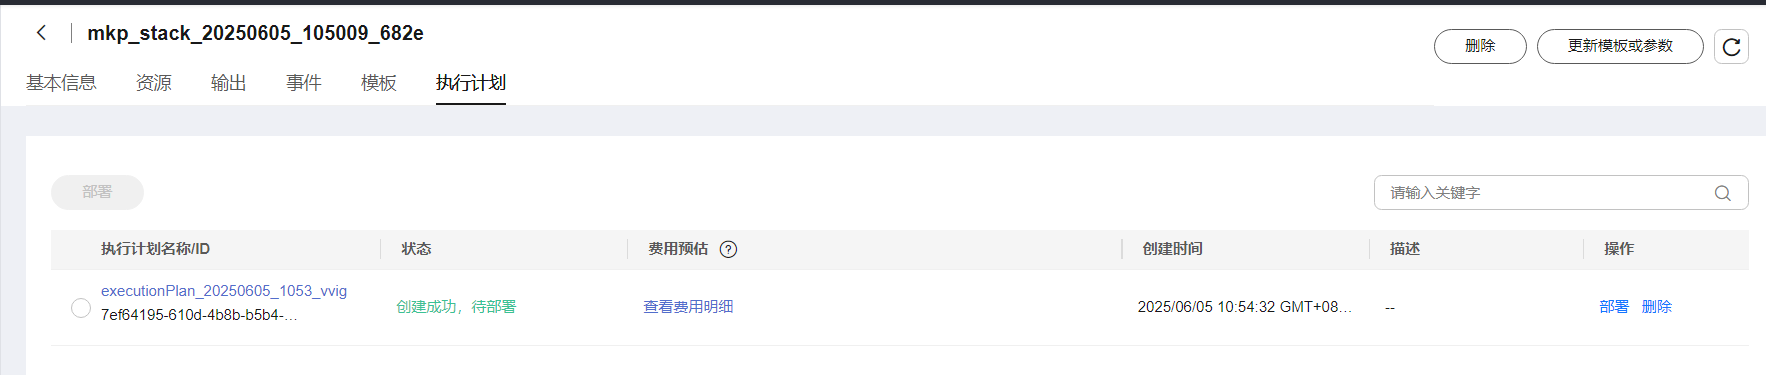 mkp_stack_20250605_105009_682e
删除 更新模板或参数
基本信息 资源 输出 事件 模板 执行计划
部署 请输入关键字
执行计划名称/ID 状态 费用预估 ? 创建时间 描述 操作
executionPlan_20250605_1053_vvig
7ef64195-610d-4b8b-b5b4-...
创建成功，待部署 查看费用明细 2025/06/05 10:54:32 GMT+08... -- 部署 删除